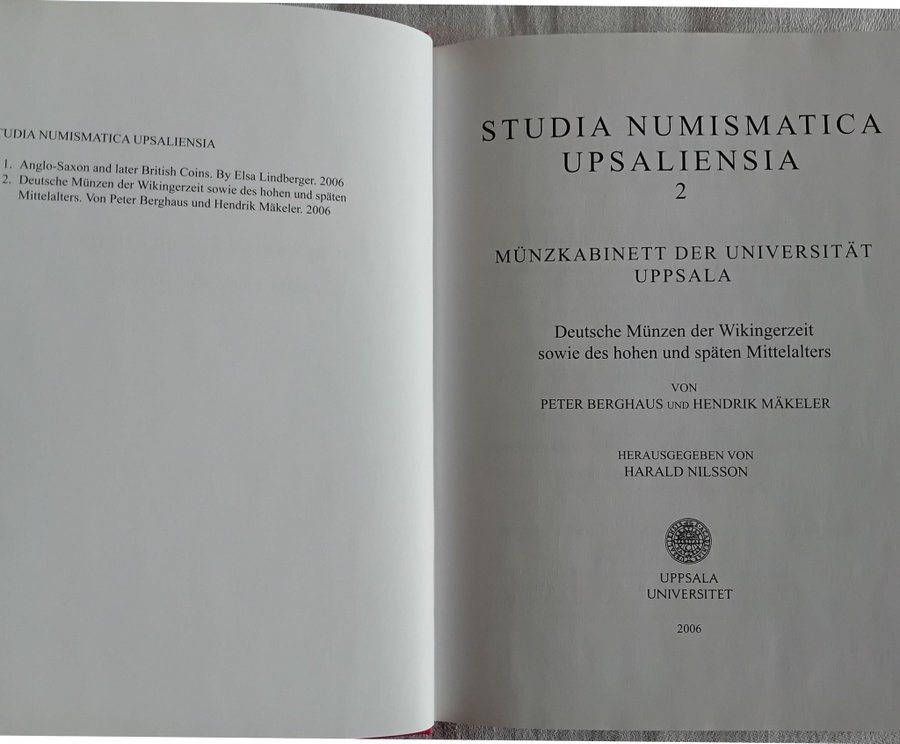 TUDIA NUMISMATICA UPSALIENSIA
1. Anglo-Saxon and later British Coins. By Elsa Lindberger. 2006
2. Deutsche Münzen der Wikingerzeit sowie des hohen und späten
Mittelalters. Von Peter Berghaus und Hendrik Mäkeler. 2006
STUDIA NUMISMATICA
UPSALIENSIA
2
MÜNZKABINETT DER UNIVERSITÄT
UPPSALA
Deutsche Münzen der Wikingerzeit
sowie des hohen und späten Mittelalters
VON
PETER BERGHAUS UND HENDRIK MÄKELER
HERAUSGEGEBEN VON
HARALD NILSSON
UPPSALA
UNIVERSITET
2006